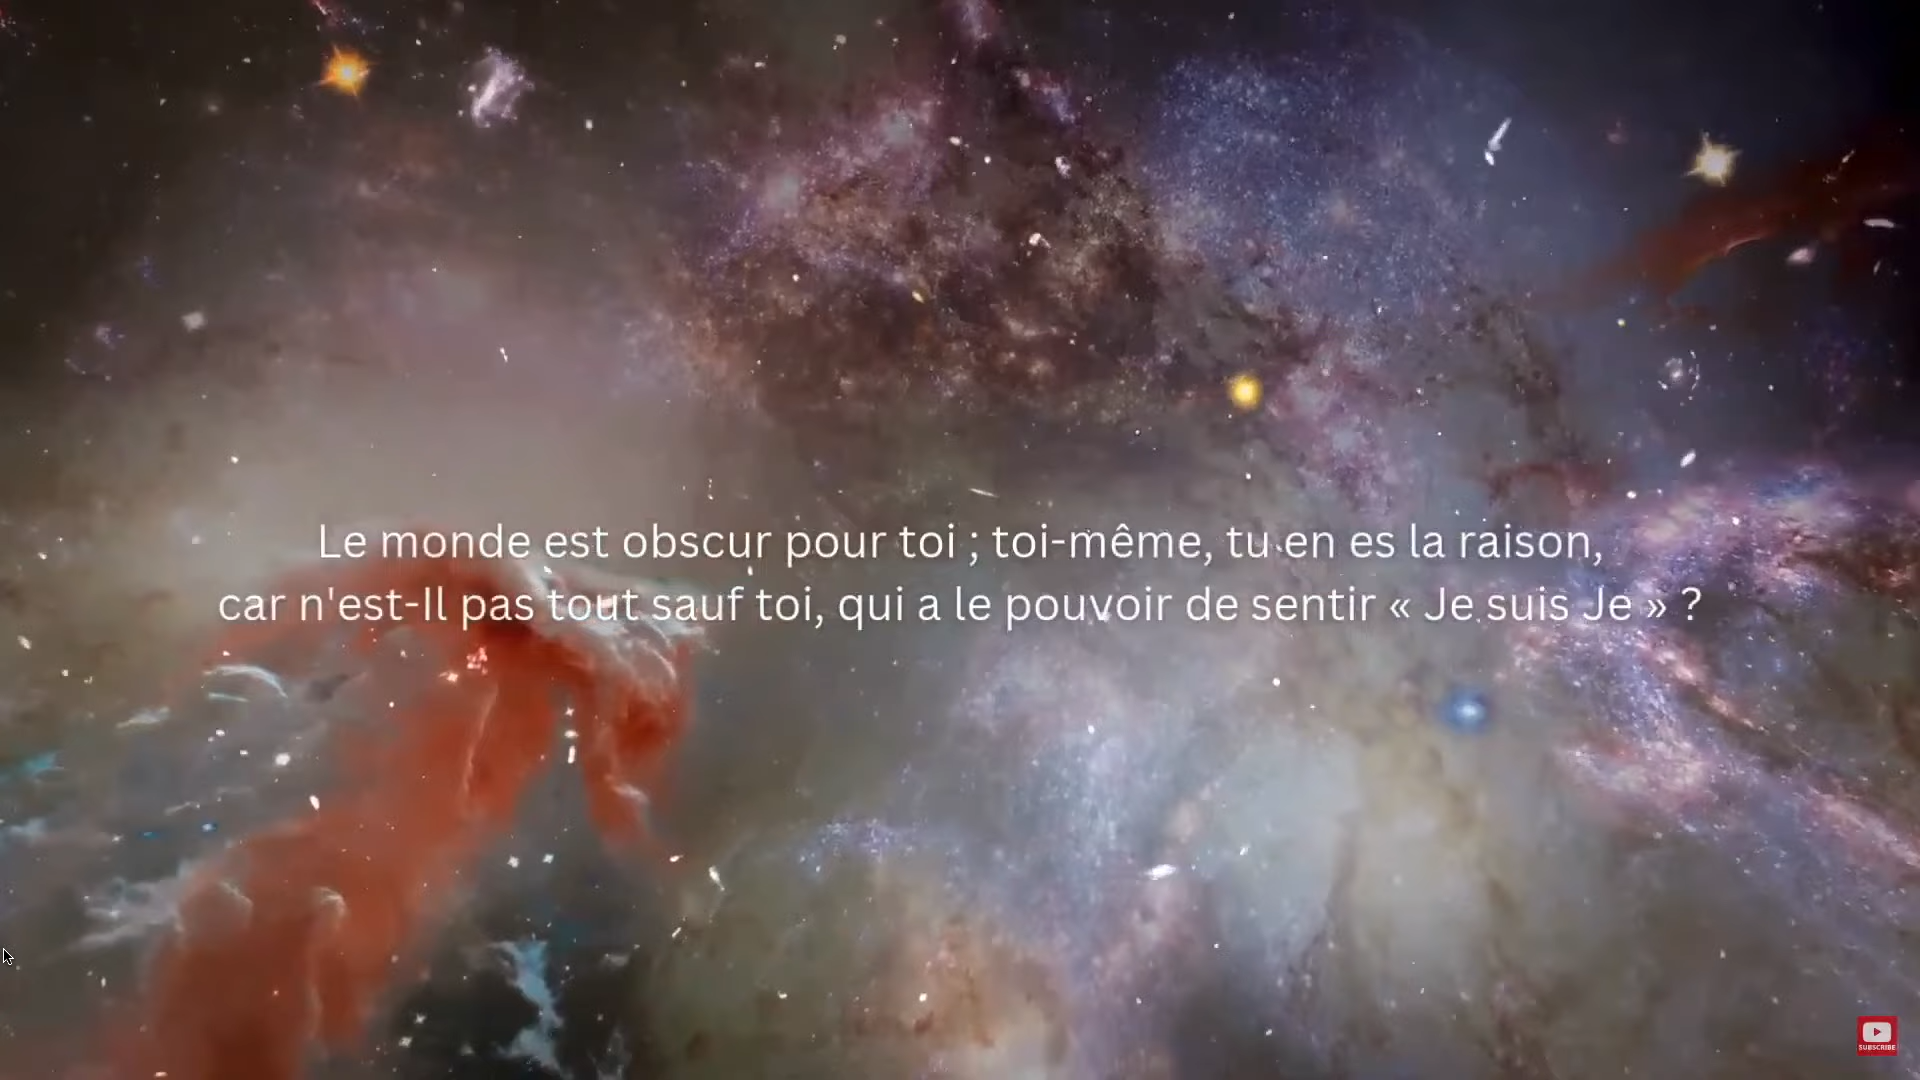 Le monde est obscur pour toi ; toi-même, tu en es la raison,
car n'est-Il pas tout sauf toi, qui a le pouvoir de sentir « Je suis Je » ?
SUBSCRIBE